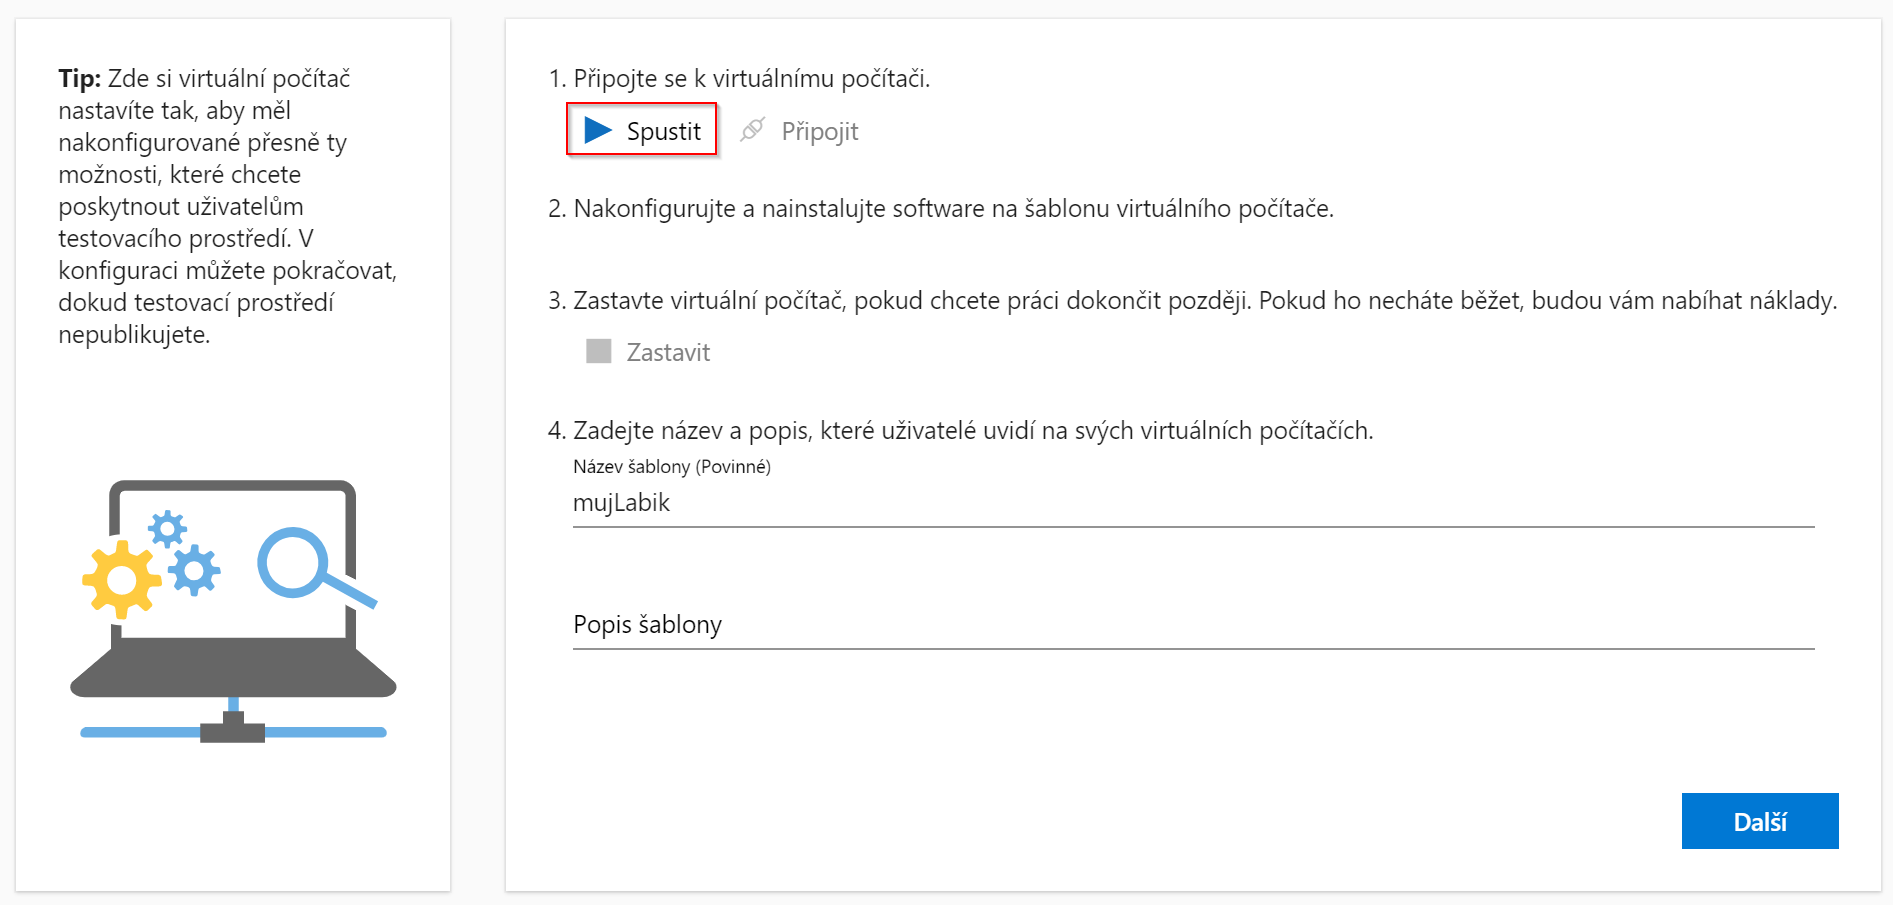 Tip: Zde si virtuální počítač
nastavíte tak, aby měl
nakonfigurované přesně ty
možnosti, které chcete
poskytnout uživatelům
testovacího prostředí. V
konfiguraci můžete pokračovat,
dokud testovací prostředí
nepublikujete.
1. Připojte se k virtuálnímu počítači.
Spustit Připojit
2. Nakonfigurujte a nainstalujte software na šablonu virtuálního počítače.
3. Zastavte virtuální počítač, pokud chcete práci dokončit později. Pokud ho necháte běžet, budou vám nabíhat náklady.
Zastavit
4. Zadejte název a popis, které uživatelé uvidí na svých virtuálních počítačích.
Název šablony (Povinné)
mujLabik
Popis šablony
Další